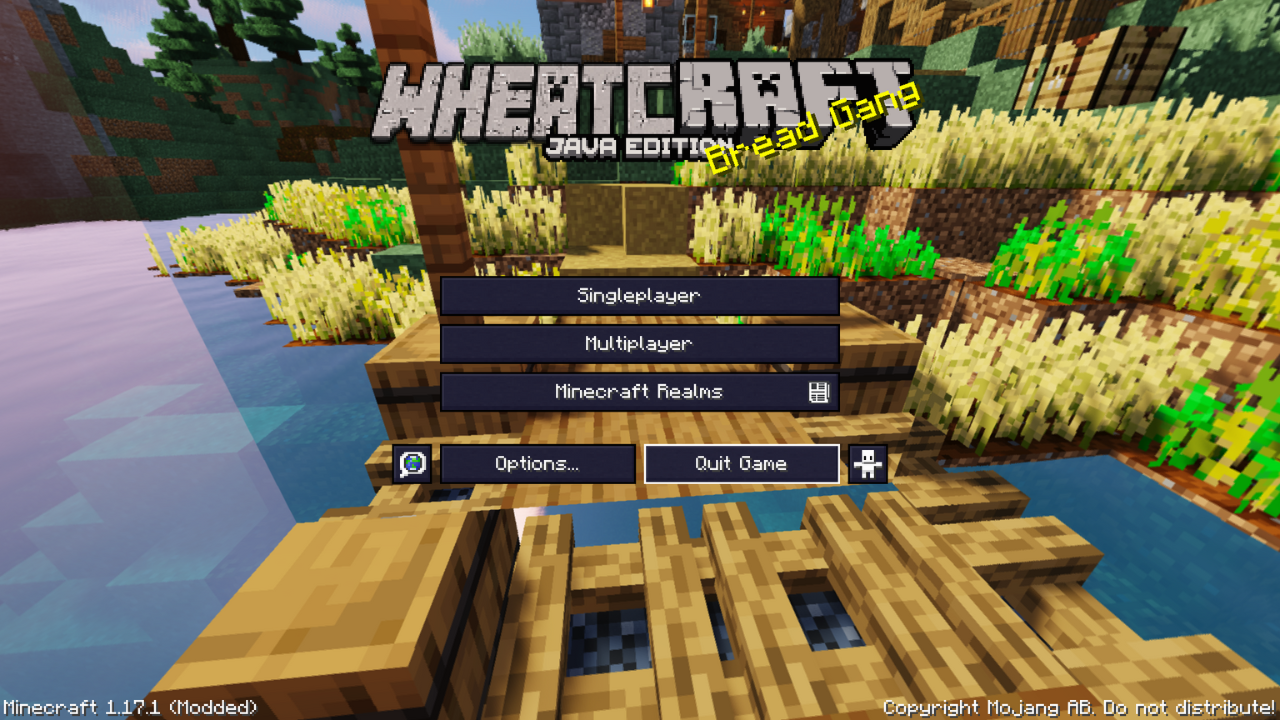 WHEATCRAFT
JAVA EDITION
Bread Gang
Singleplayer
Multiplayer
Minecraft Realms
Options...
Quit Game
Minecraft 1.17.1 (Modded)
Copyright Mojang AB. Do not distribute!